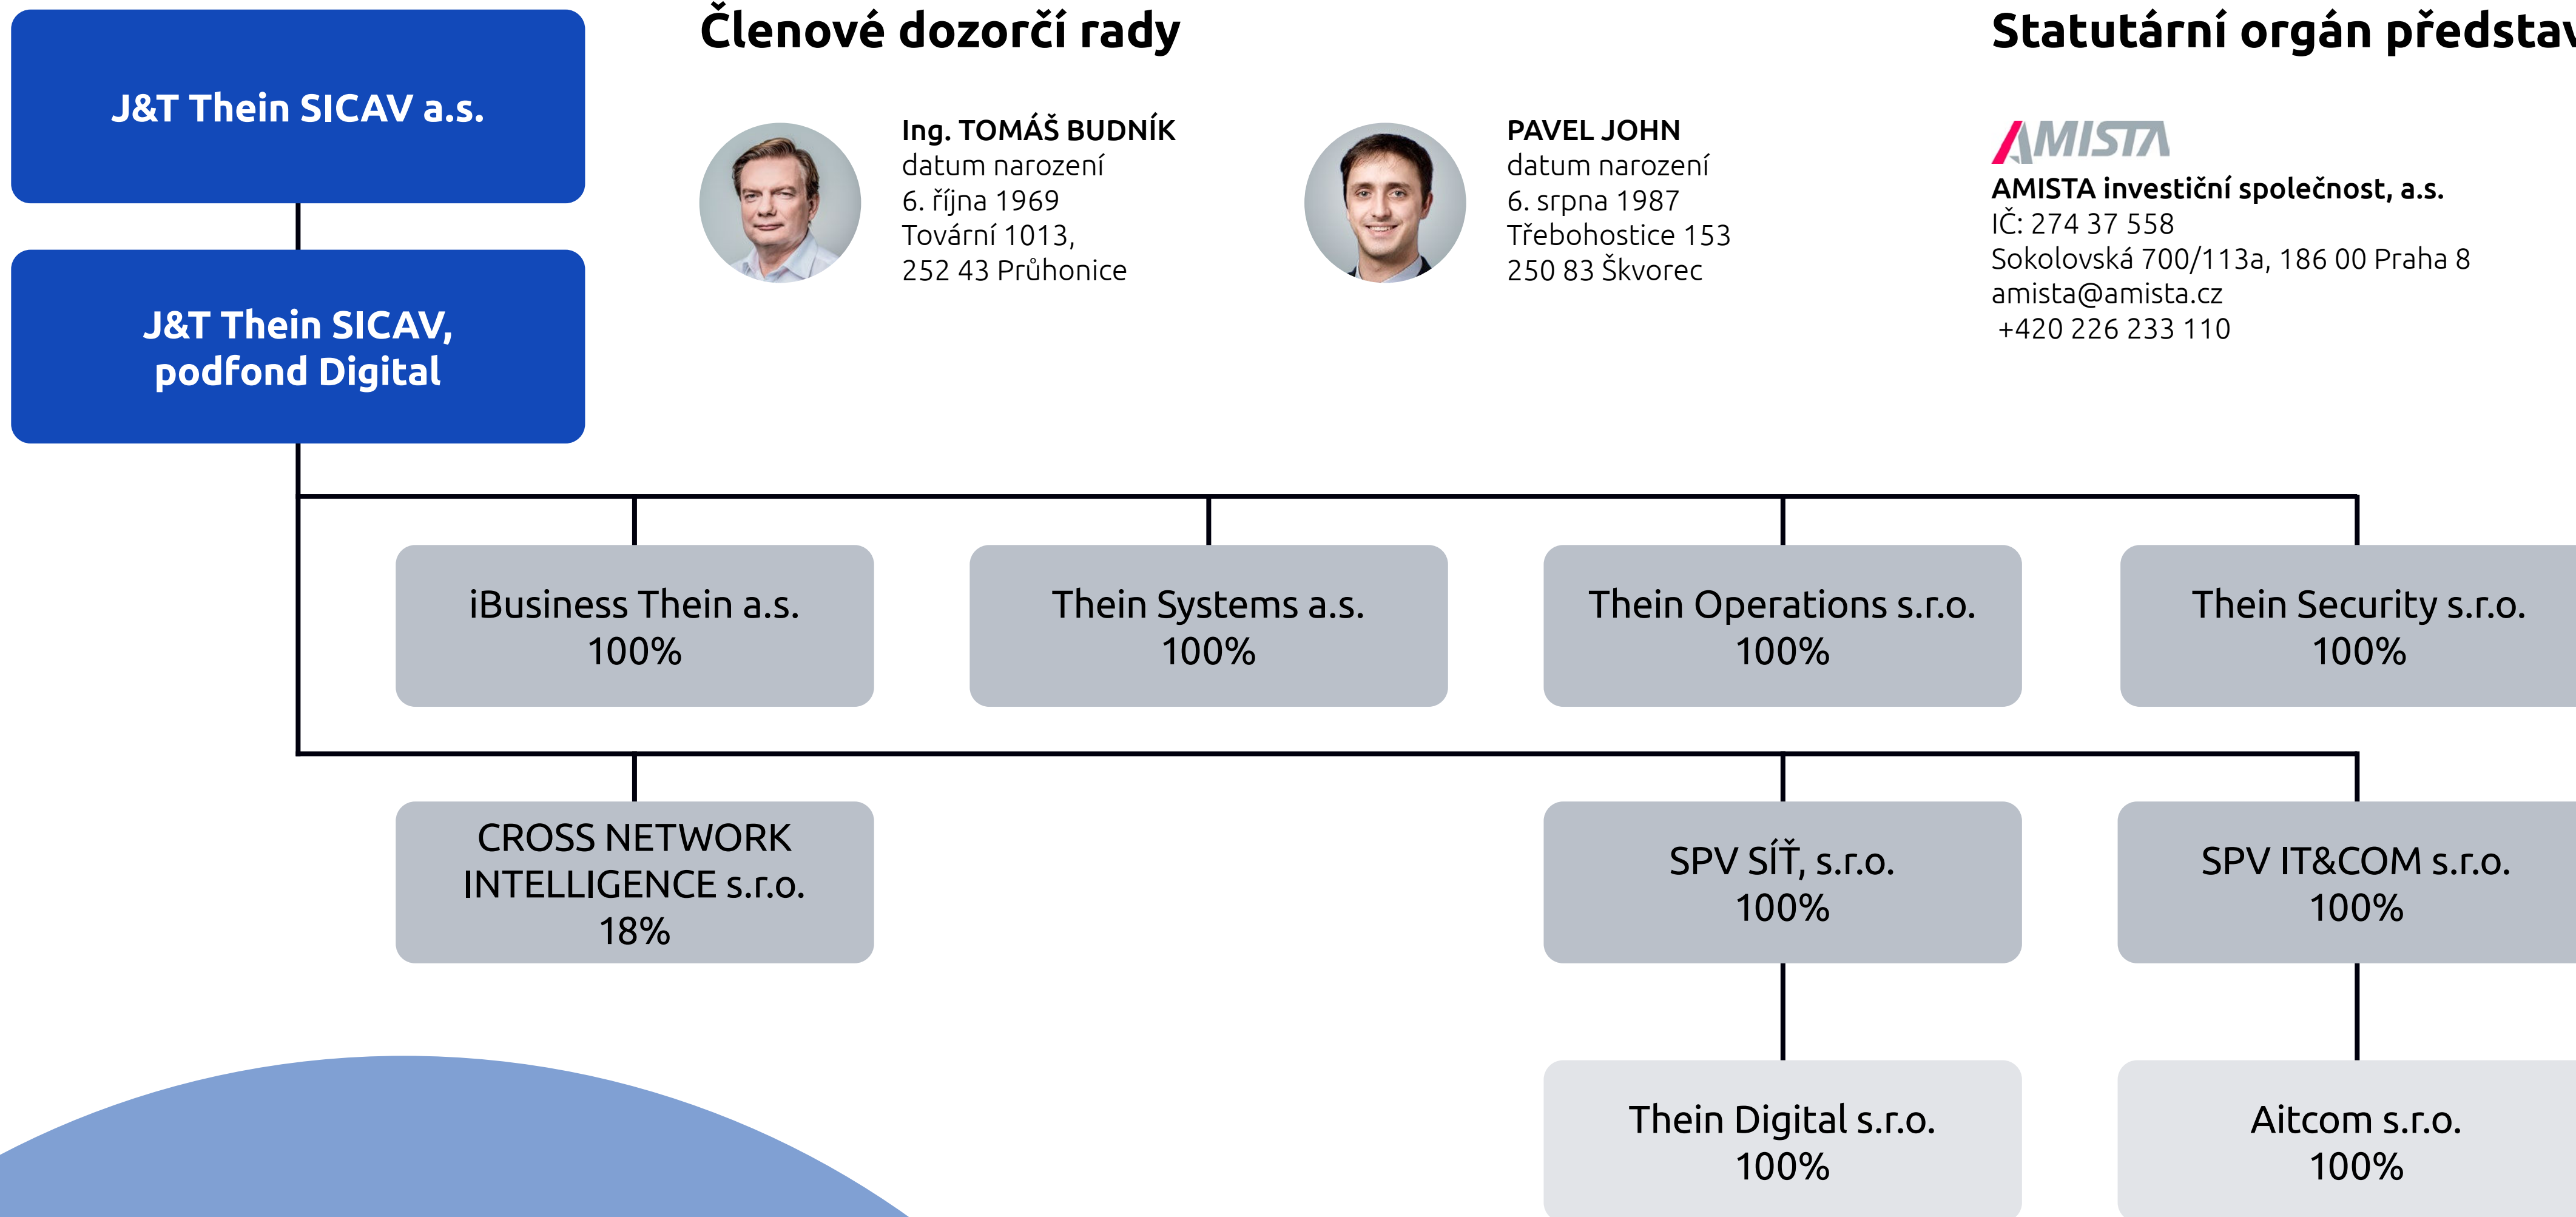 J&T Thein SICAV a.s.
J&T Thein SICAV,
podfond Digital
Členové dozorčí rady
Ing. TOMÁŠ BUDNÍK
datum narození
6. října 1969
Tovární 1013,
252 43 Průhonice
PAVEL JOHN
datum narození
6. srpna 1987
Třebohostice 153
250 83 Škvorec
Statutární orgán představ
AMISTA
AMISTA investiční společnost, a.s.
IČ: 274 37 558
Sokolovská 700/113a, 186 00 Praha 8
amista@amista.cz
+420 226 233 110
iBusiness Thein a.s.
100%
Thein Systems a.s.
100%
Thein Operations s.r.o.
100%
Thein Security s.r.o.
100%
CROSS NETWORK
INTELLIGENCE s.r.o.
18%
SPV SÍŤ, s.r.o.
100%
SPV IT&COM s.r.o.
100%
Thein Digital s.r.o.
100%
Aitcom s.r.o.
100%